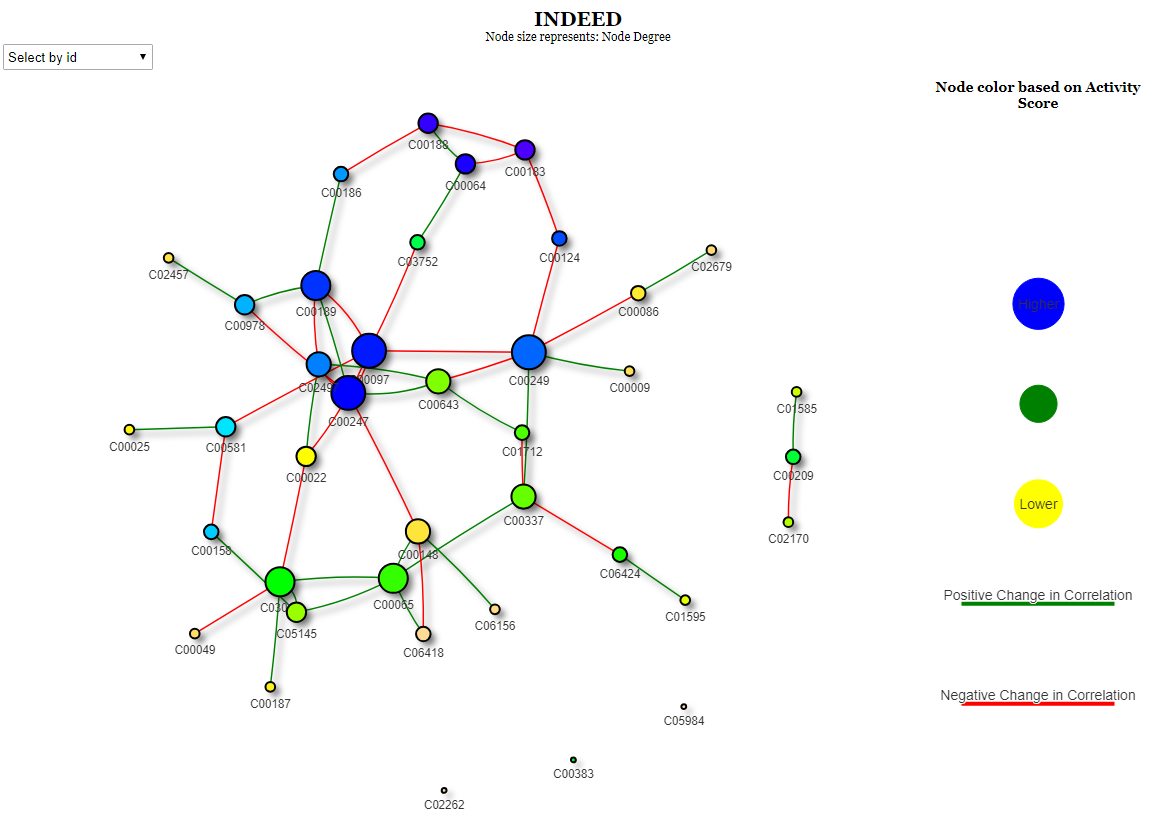 INDEED
Node size represents: Node Degree
Select by id
Node color based on Activity
Score
C00188
C00183
C00064
C00186
C00124
C03752
C02679
C02457
C00189
C00086
C00978
C00249
C00009
C00643
C00247
C01585
C00025
C00581
C01712
C00022
C00209
C00337
C02170
C00158
C00148
C06424
C00065
C05145
C01595
C06156
C00049
C06418
C00187
C05984
C00383
C02262
Higher
Lower
Positive Change in Correlation
Negative Change in Correlation